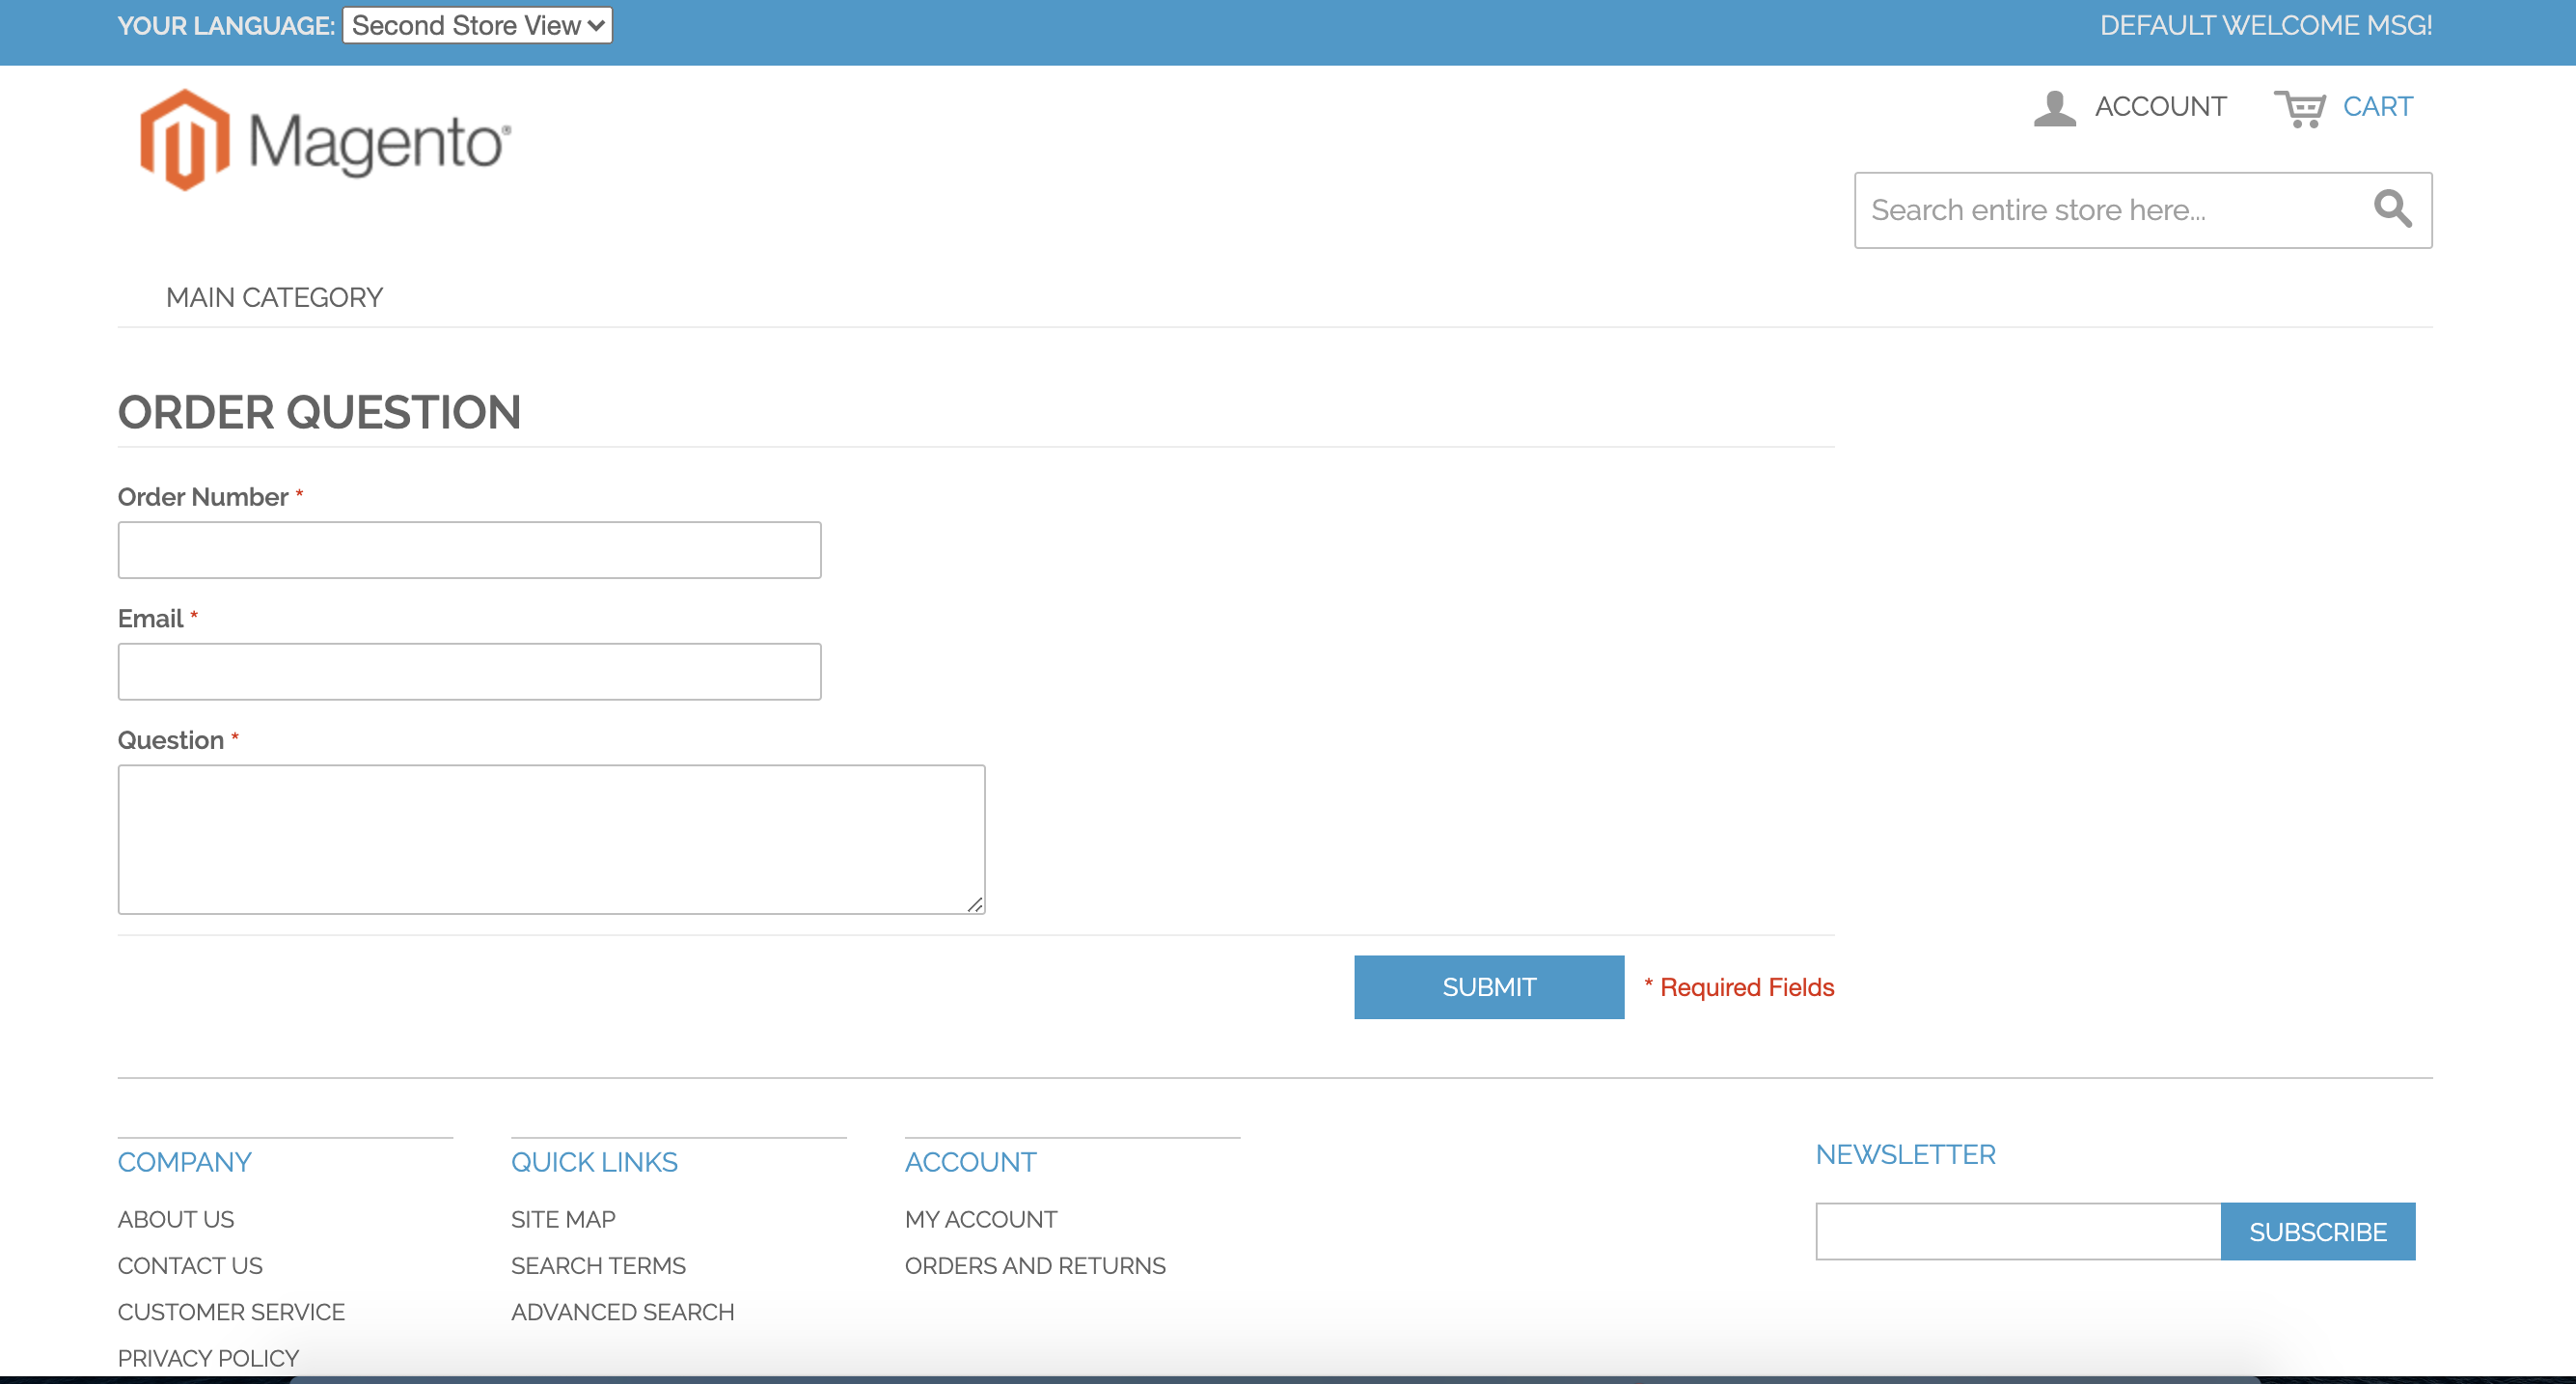 YOUR LANGUAGE: Second Store View
DEFAULT WELCOME MSG!
Magento®
ACCOUNT
CART
Search entire store here...
MAIN CATEGORY
ORDER QUESTION
Order Number *
Email *
Question *
SUBMIT
* Required Fields
COMPANY
ABOUT US
CONTACT US
CUSTOMER SERVICE
PRIVACY POLICY
QUICK LINKS
SITE MAP
SEARCH TERMS
ADVANCED SEARCH
ACCOUNT
MY ACCOUNT
ORDERS AND RETURNS
NEWSLETTER
SUBSCRIBE